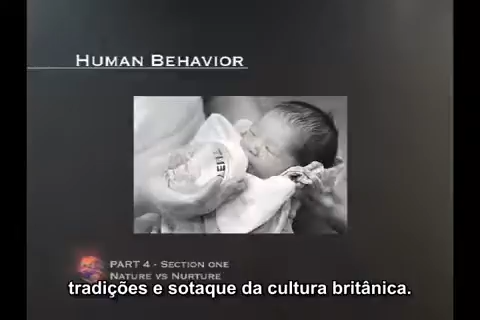 HUMAN BEHAVIOR
PART 4 - SECTION ONE
NATURE VS NURTURE
tradições e sotaque da cultura britânica.